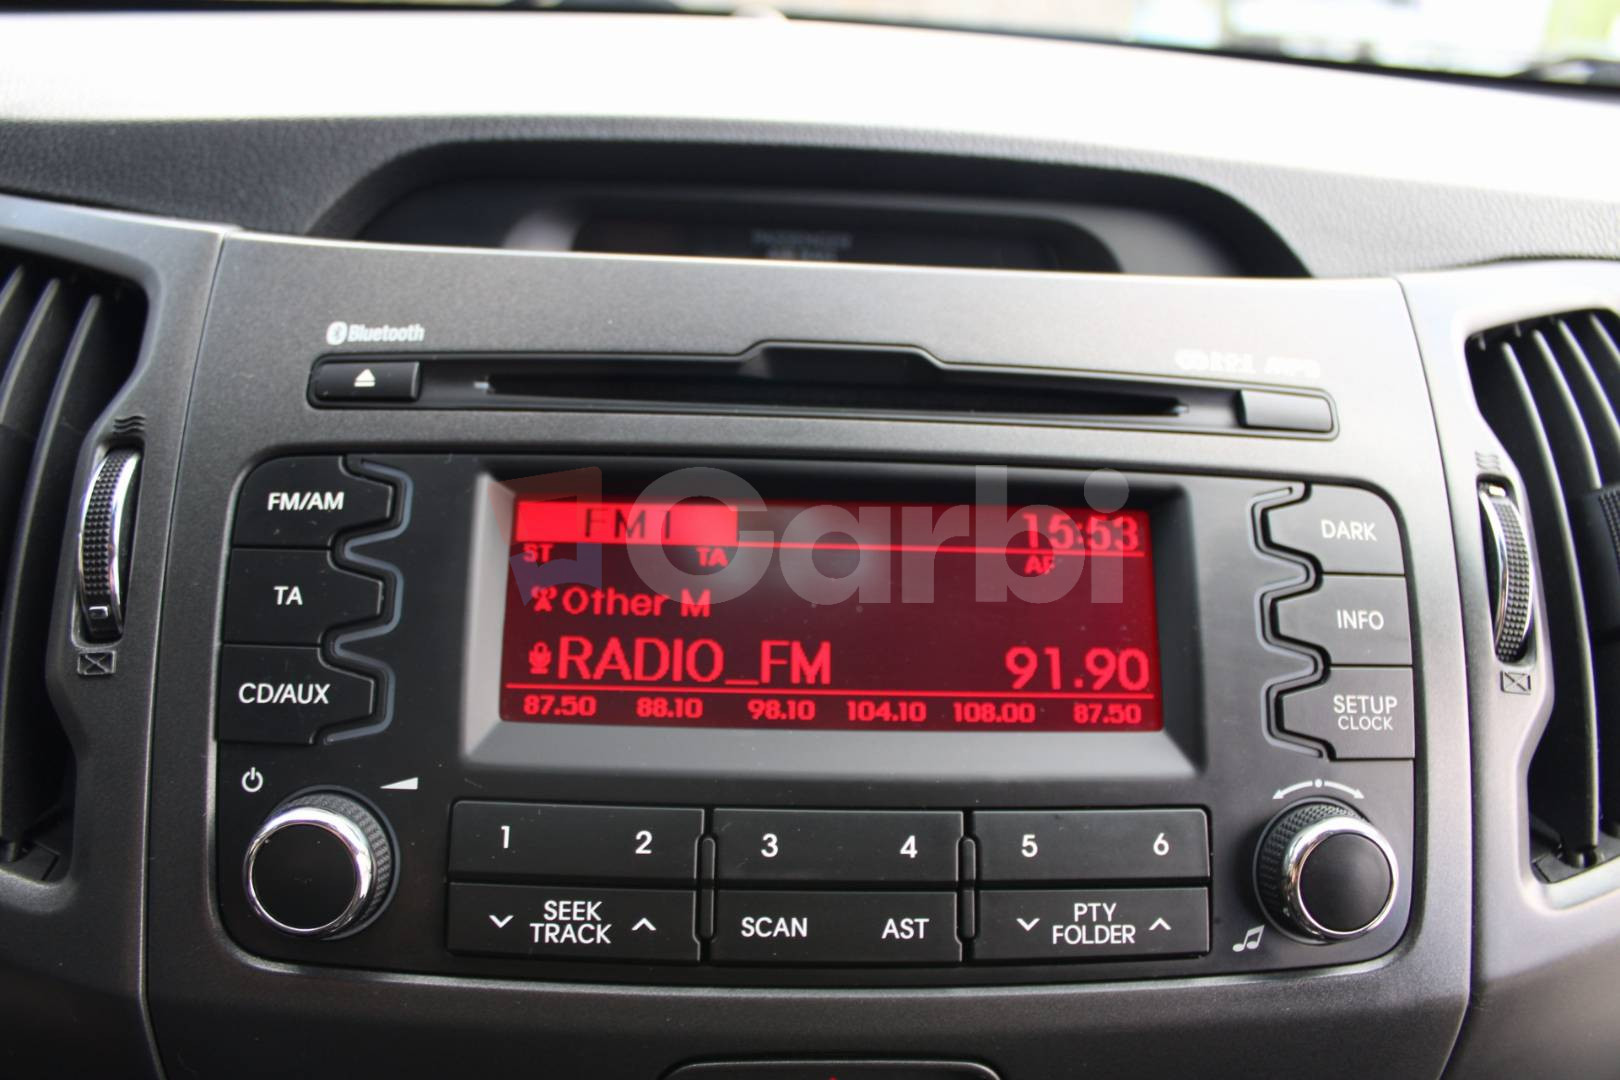 PASSENGER
Bluetooth
FM/AM
TA
CD/AUX
FM1 15:53
ST TA AF
Other M
RADIO_FM 91.90
87.50 88.10 98.10 104.10 108.00 87.50
DARK
INFO
SETUP
CLOCK
1 2 3 4 5 6
SEEK
TRACK
SCAN AST
PTY
FOLDER
Garbi